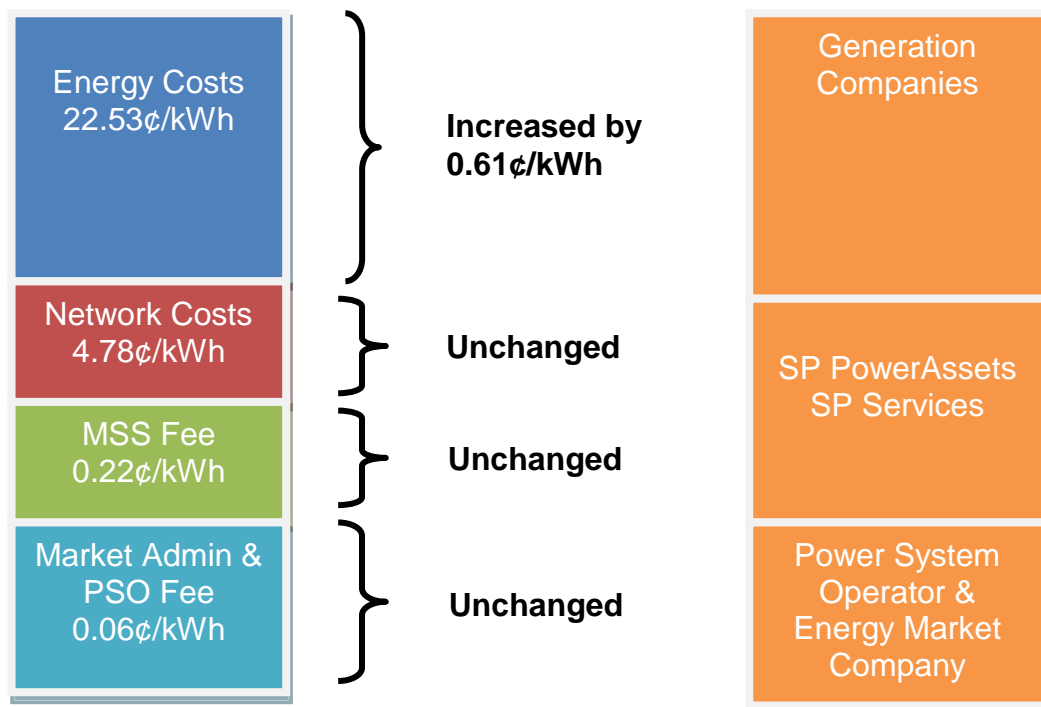 Energy Costs
22.53¢/kWh
Increased by
0.61¢/kWh
Generation
Companies
Network Costs
4.78¢/kWh
Unchanged
SP PowerAssets
SP Services
MSS Fee
0.22¢/kWh
Unchanged
Market Admin &
PSO Fee
0.06¢/kWh
Unchanged
Power System
Operator &
Energy Market
Company